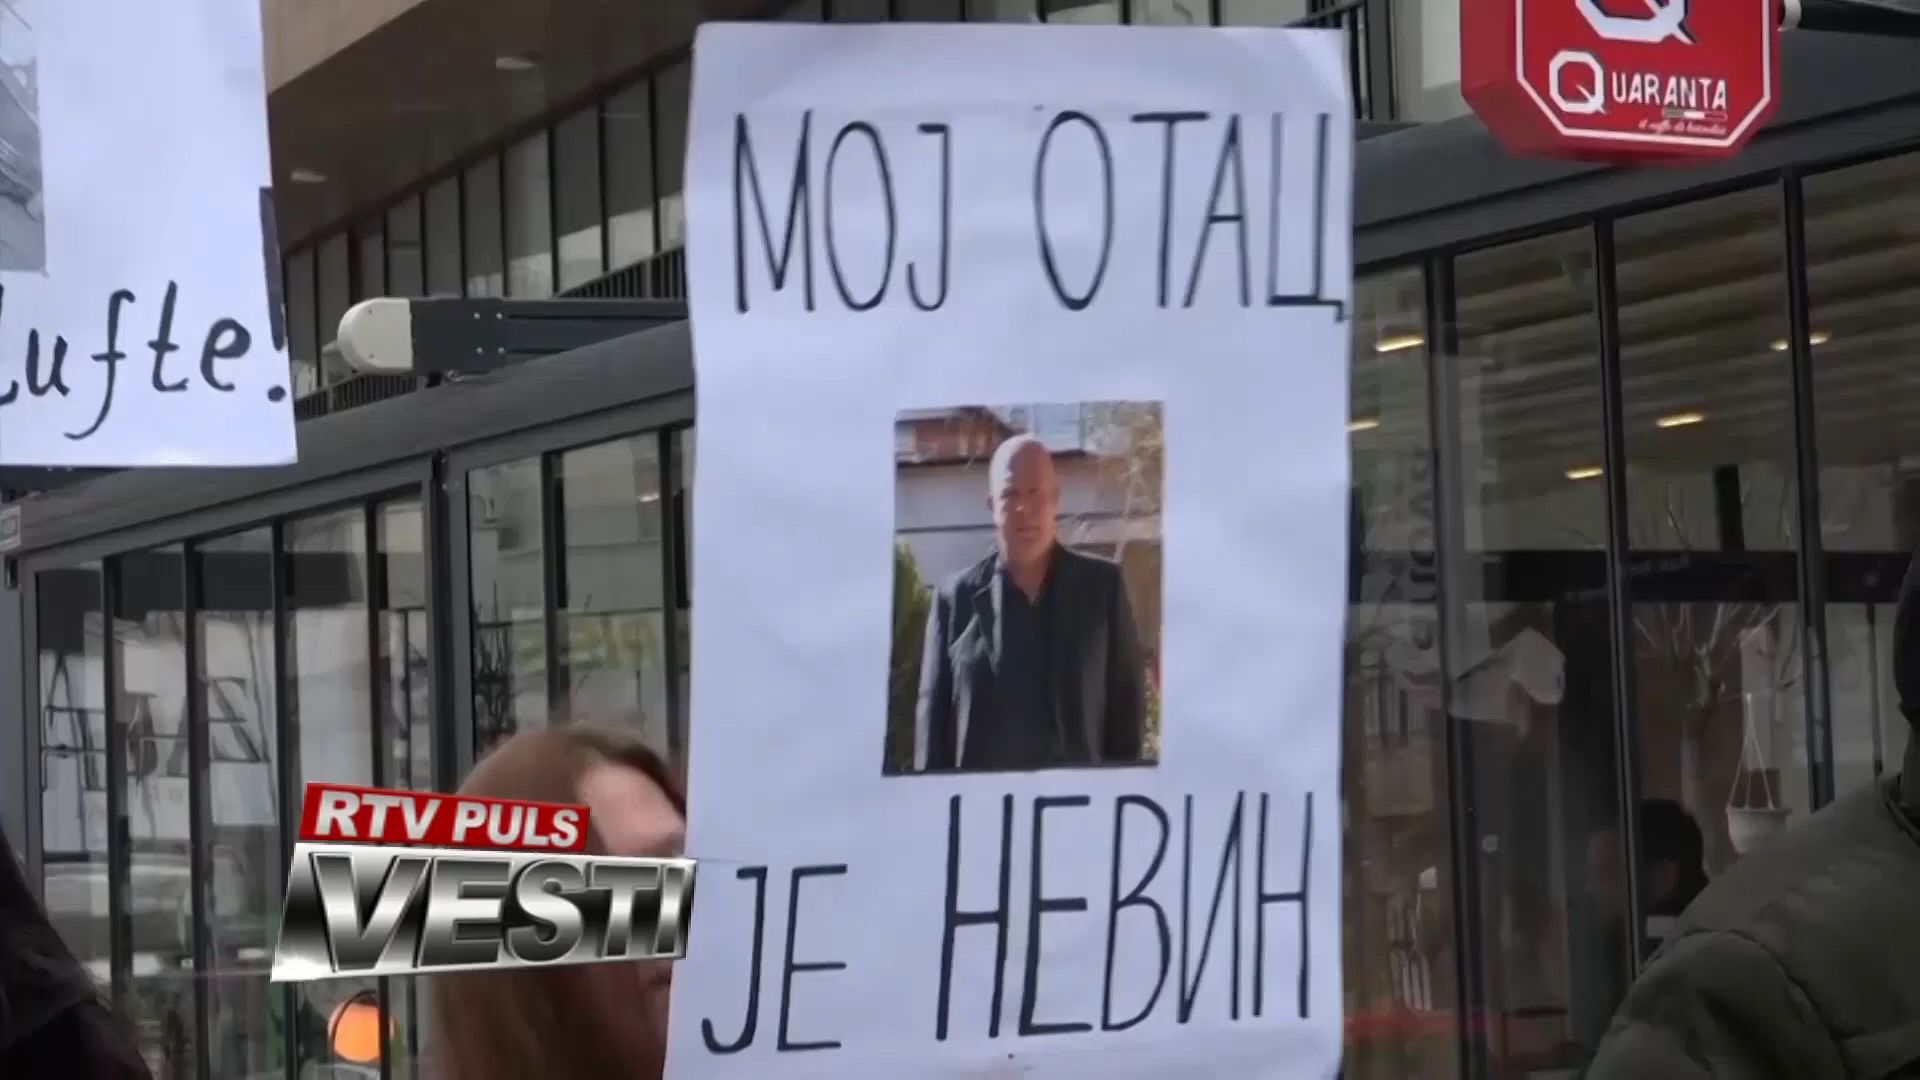 QUARANTA
МОЈ ОТАЦ
Lufte!
RTV PULS
VESTI
ЈЕ НЕВИН